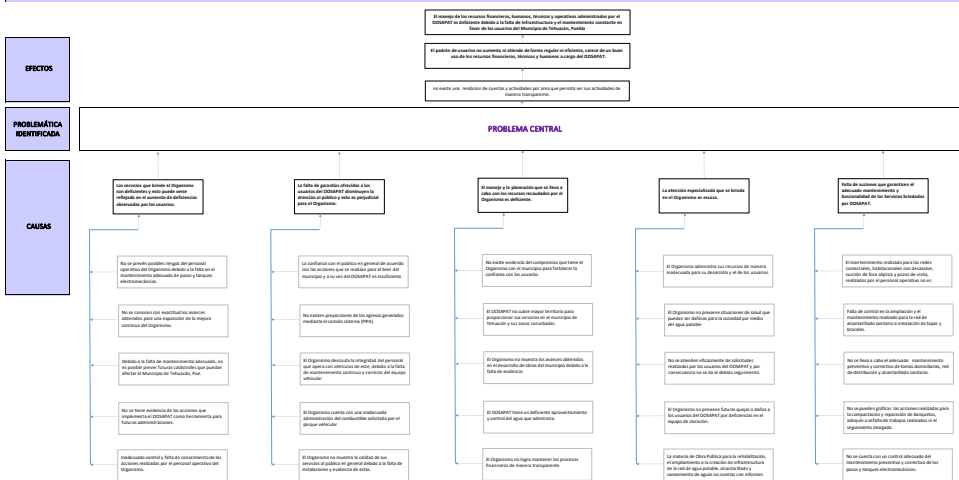 El manejo de los recursos financieros, humanos, técnicos y operativos administrados por el
OOSAPAT es deficiente debido a la falta de infraestructura y el mantenimiento constante en
favor de los usuarios del Municipio de Tehuacán, Puebla
El padrón de usuarios no aumenta ni atiende de forma regular ni eficiente, carece de un buen
uso de los recursos financieros, técnicos y humanos a cargo del OOSAPAT.
no existe una rendicion de cuentas y actividades por area que permita ver sus actividades de
manera transparente.
EFECTOS
PROBLEMÁTICA
IDENTIFICADA
PROBLEMA CENTRAL
CAUSAS
Los servicios que brinde el Organismo
son deficientes y esto puede verse
reflejado en el aumento de deficiencias
observadas por los usuarios.
No se prevén posibles riesgos del personal
operativo del Organismo debido a la falta en el
mantenimiento adecuado de pozos y tanques
electromecánicos.
No se conocen con exactitud los avances
obtenidos para una exposición de la mejora
continua del Organismo.
Debido a la falta de mantenimiento adecuado, no
es posible prever futuras catástrofes que puedan
afectar el Municipio de Tehuacán, Pue.
No se tiene evidencia de las acciones que
implementa el OOSAPAT como herramienta para
futuras administraciones.
Inadecuado control y falta de conocimiento de las
acciones realizadas por el personal operativo del
Organismo.
La falta de garantías ofrecidas a los
usuarios del OOSAPAT disminuyen la
atención al público y esto es perjudicial
para el Organismo.
La confianza con el público en general de acuerdo
con las acciones que se realizan para el bien del
municipio y a su vez del OOSAPAT es insuficiente.
No existen proyecciones de los egresos generados
mediante el camión cisterna (PIPA).
El Organismo descuida la integridad del personal
que opera con vehículos de este, debido a la falta
de mantenimiento continuo y correcto del equipo
vehicular
El Organismo cuenta con una inadecuada
administración del combustible solicitado por el
parque vehicular
El Organismo no muestra la calidad de sus
servicios al público en general debido a la falta de
instalaciones y evidencia de estas.
El manejo y la planeación que se lleva a
cabo con los recursos recaudados por el
Organismo es deficiente.
No existe evidencia del compromiso que tiene el
Organismo con el municipio para fortalecer la
confianza con los usuarios.
El OOSAPAT no cubre mayor territorio para
proporcionar sus servicios en el municipio de
Tehuacán y sus zonas conurbadas.
El Organismo no muestra los avances obtenidos
en el desarrollo de obras del municipio debido a la
falta de evidencia.
El OOSAPAT tiene un deficiente aprovechamiento
y control del agua que administra.
El Organismo no logra mantener los procesos
financieros de manera transparente.
La atención especializada que se brinda
en el Organismo es escasa.
El Organismo administra sus recursos de manera
inadecuada para su desarrollo y el de los usuarios.
El Organismo no previene situaciones de salud que
puedan ser dañinas para la sociedad por medio
del agua potable
No se atienden eficazmente las solicitudes
realizadas por los usuarios del OOSAPAT y por
consecuencia no se da el debido seguimiento.
El Organismo no previene futuras quejas o daños a
los usuarios del OOSAPAT por deficiencias en el
equipo de cloración.
La materia de Obra Pública para la rehabilitación,
el ampliamiento o la creación de infraestructura
de la red de agua potable, alcantarillado y
saneamiento de aguas no cuentas con informes
Falta de acciones que garanticen el
adecuado mantenimiento y
funcionalidad de los Servicios brindados
por OOSAPAT.
El mantenimiento realizado para las redes
comerciales, habitacionales con desazolve,
succión de fosa séptica y pozos de visita,
realizados por el personal operativo no es
Falta de control en la ampliación y el
mantenimiento realizado para la red de
alcantarillado sanitario e instalación de tapas y
brocales.
No se lleva a cabo el adecuado mantenimiento
preventivo y correctivo de tomas domiciliarias, red
de distribución y alcantarillado sanitario.
No se pueden graficar las acciones realizadas para
la compactación y reparación de banquetas,
adoquín o asfalto de trabajos realizados ni el
seguimiento otorgado.
No se cuenta con un control adecuado del
mantenimiento preventivo y correctivo de los
pozos y tanques electromecánicos.